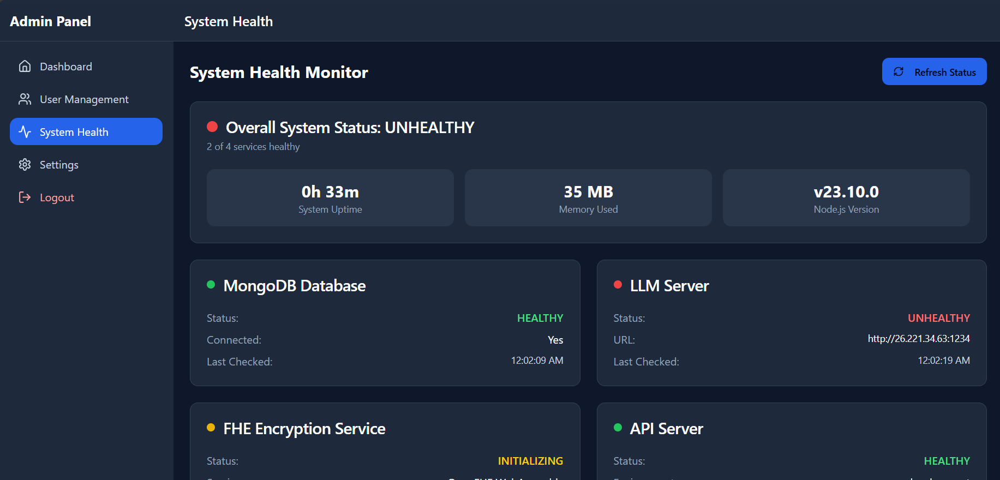 Admin Panel
System Health
Dashboard
User Management
System Health
Settings
Logout
System Health Monitor
Refresh Status
Overall System Status: UNHEALTHY
2 of 4 services healthy
0h 33m
System Uptime
35 MB
Memory Used
v23.10.0
Node.js Version
MongoDB Database
Status: HEALTHY
Connected: Yes
Last Checked: 12:02:09 AM
LLM Server
Status: UNHEALTHY
URL: http://26.221.34.63:1234
Last Checked: 12:02:19 AM
FHE Encryption Service
Status: INITIALIZING
API Server
Status: HEALTHY